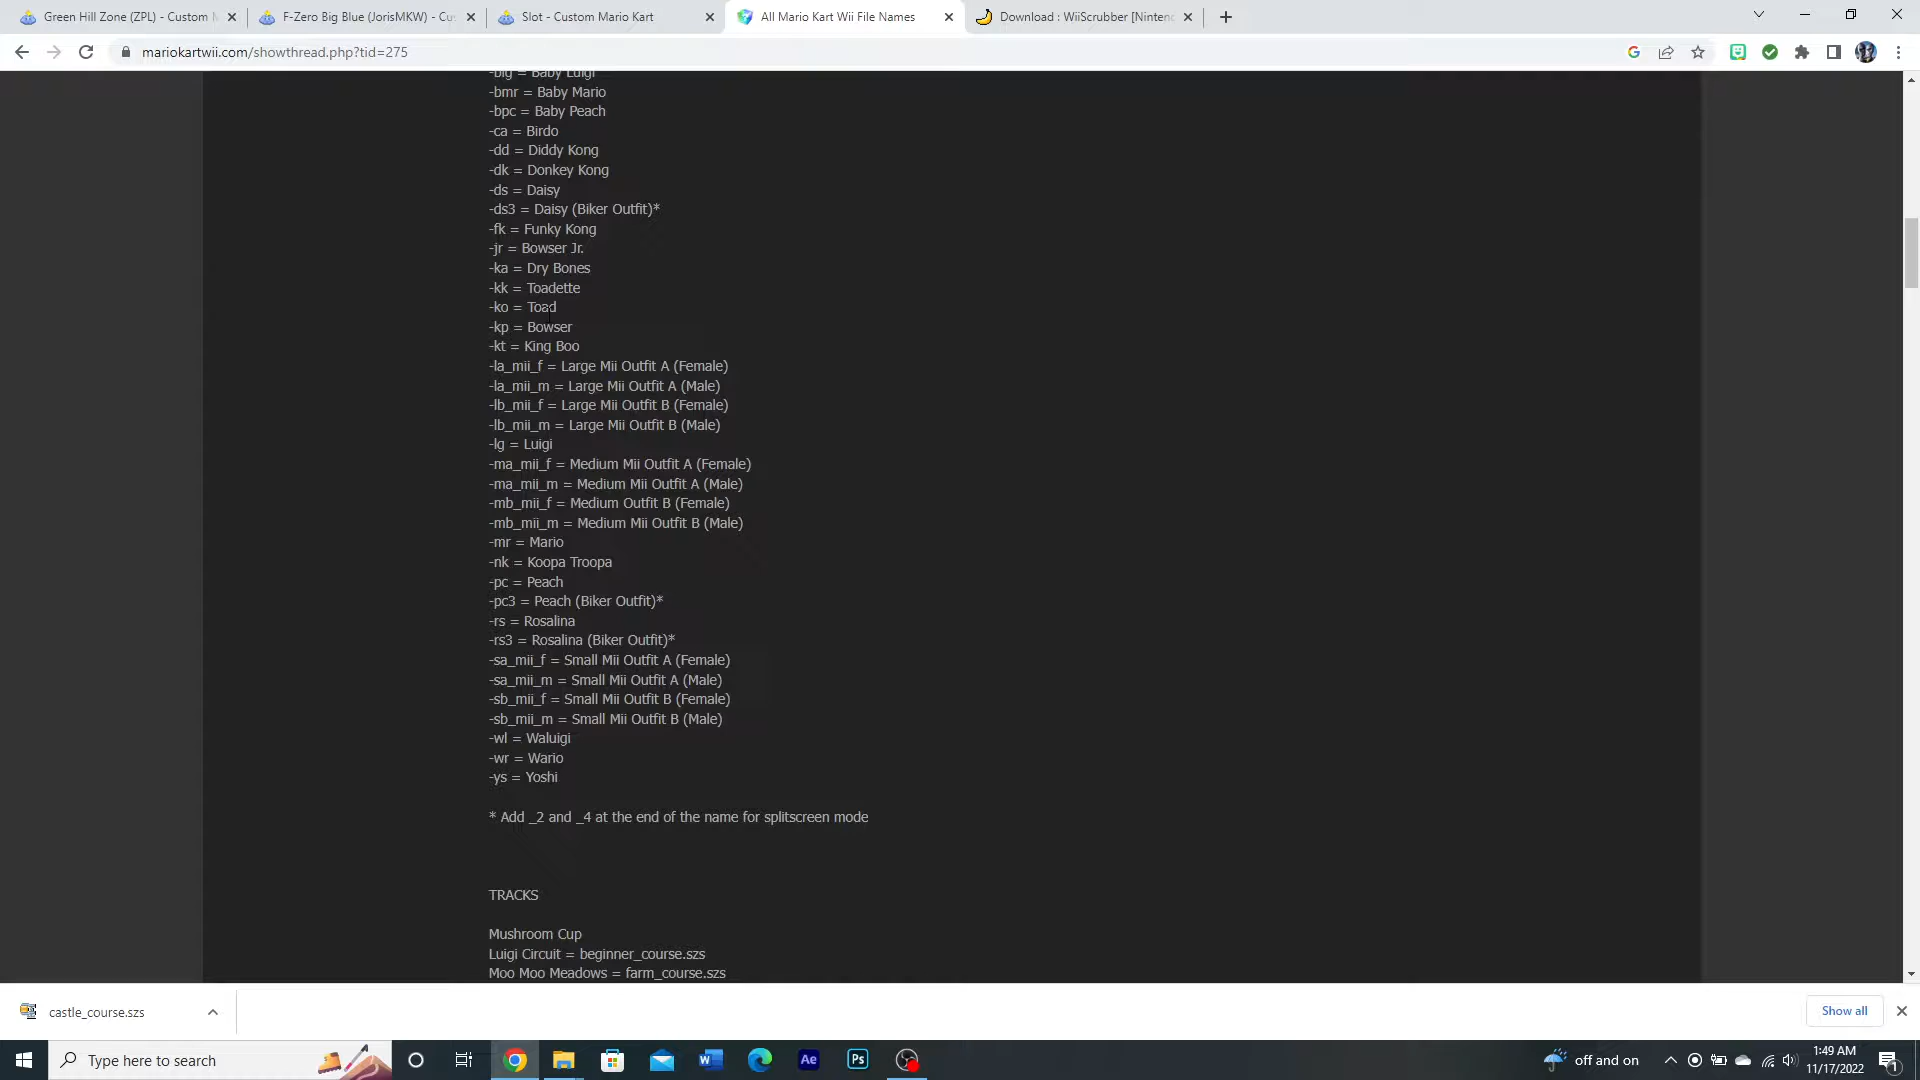 Green Hill Zone (ZPL) - Custom M
F-Zero Big Blue (JorisMKW) - Cu
Slot - Custom Mario Kart
All Mario Kart Wii File Names
Download : WiiScrubber [Ninten
mariokartwii.com/showthread.php?tid=275
-blg = Baby Luigi
-bmr = Baby Mario
-bpc = Baby Peach
-ca = Birdo
-dd = Diddy Kong
-dk = Donkey Kong
-ds = Daisy
-ds3 = Daisy (Biker Outfit)*
-fk = Funky Kong
-jr = Bowser Jr.
-ka = Dry Bones
-kk = Toadette
-ko = Toad
-kp = Bowser
-kt = King Boo
-la_mii_f = Large Mii Outfit A (Female)
-la_mii_m = Large Mii Outfit A (Male)
-lb_mii_f = Large Mii Outfit B (Female)
-lb_mii_m = Large Mii Outfit B (Male)
-lg = Luigi
-ma_mii_f = Medium Mii Outfit A (Female)
-ma_mii_m = Medium Mii Outfit A (Male)
-mb_mii_f = Medium Outfit B (Female)
-mb_mii_m = Medium Mii Outfit B (Male)
-mr = Mario
-nk = Koopa Troopa
-pc = Peach
-pc3 = Peach (Biker Outfit)*
-rs = Rosalina
-rs3 = Rosalina (Biker Outfit)*
-sa_mii_f = Small Mii Outfit A (Female)
-sa_mii_m = Small Mii Outfit A (Male)
-sb_mii_f = Small Mii Outfit B (Female)
-sb_mii_m = Small Mii Outfit B (Male)
-wl = Waluigi
-wr = Wario
-ys = Yoshi
* Add _2 and _4 at the end of the name for splitscreen mode
TRACKS
Mushroom Cup
Luigi Circuit = beginner_course.szs
Moo Moo Meadows = farm_course.szs
castle_course.szs
Show all
Type here to search
W
Ae
Ps
off and on
1:49 AM
11/17/2022
1